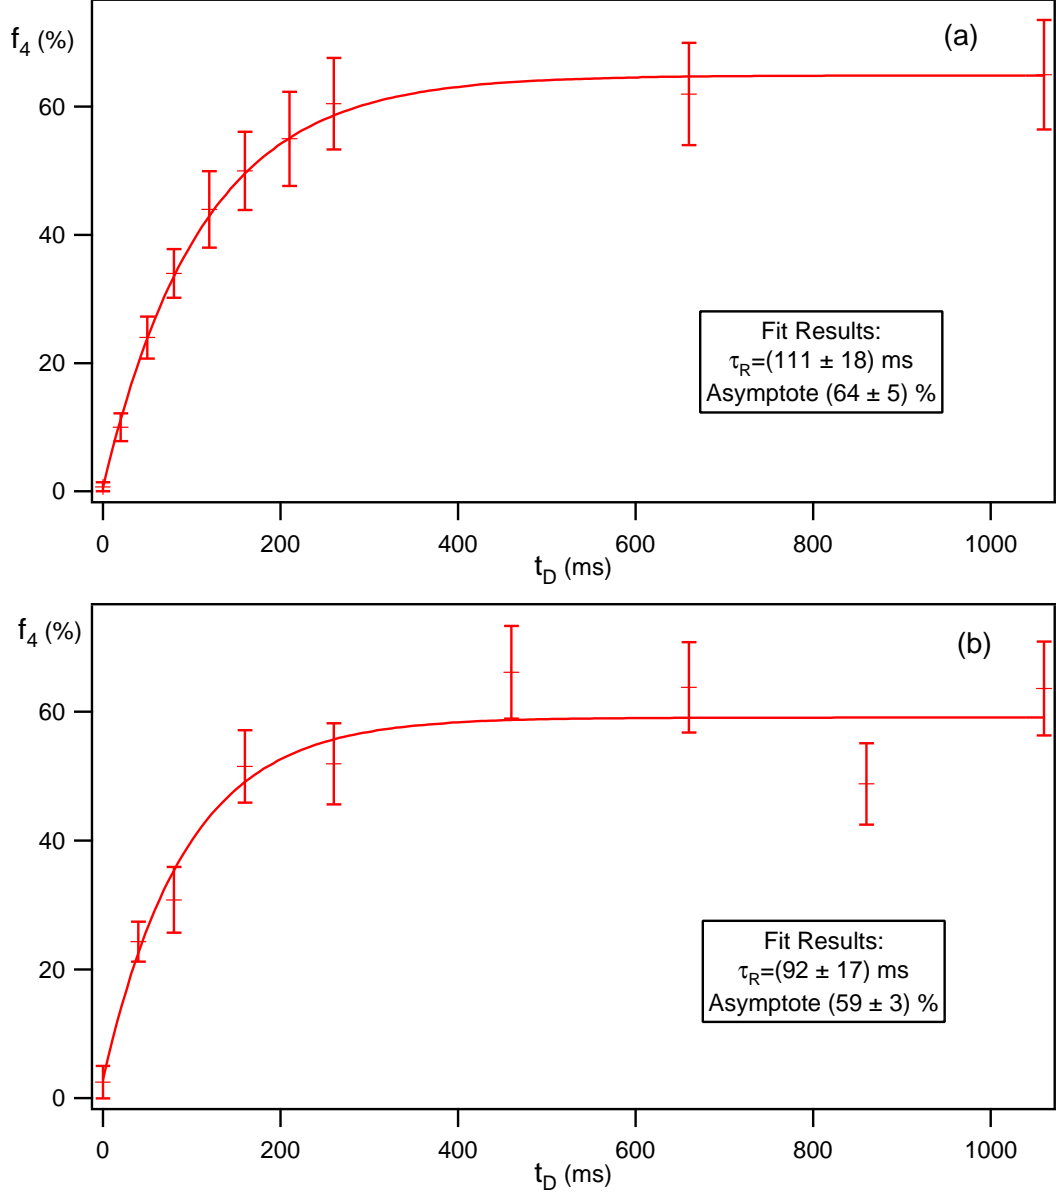 f4 (%)
(a)
60
40
20
0
Fit Results:
τR=(111 ± 18) ms
Asymptote (64 ± 5) %
0 200 400 600 800 1000
tD (ms)
f4 (%)
(b)
60
40
20
0
Fit Results:
τR=(92 ± 17) ms
Asymptote (59 ± 3) %
0 200 400 600 800 1000
tD (ms)